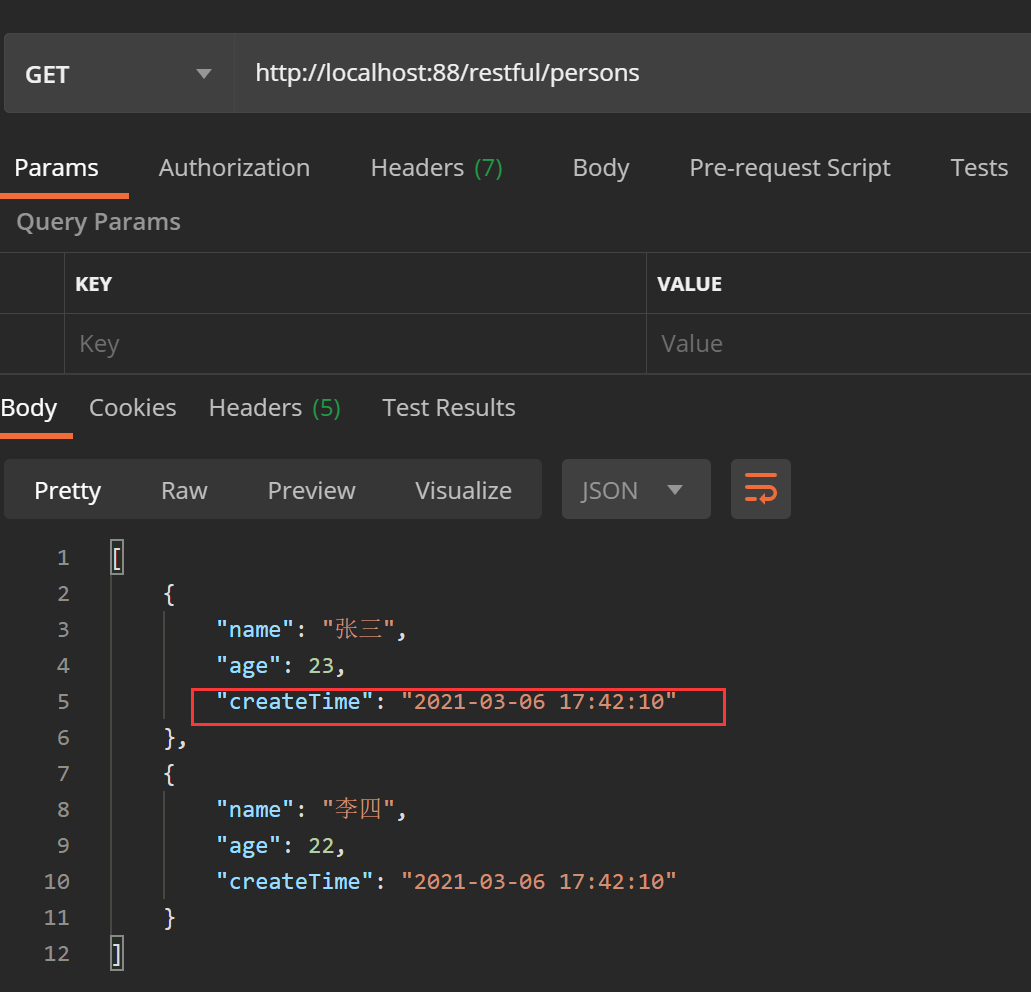 GET http://localhost:88/restful/persons
Params Authorization Headers (7) Body Pre-request Script Tests
Query Params
KEY VALUE
Key Value
Body Cookies Headers (5) Test Results
Pretty Raw Preview Visualize JSON
1 [
2 {
3 "name": "张三",
4 "age": 23,
5 "createTime": "2021-03-06 17:42:10"
6 },
7 {
8 "name": "李四",
9 "age": 22,
10 "createTime": "2021-03-06 17:42:10"
11 }
12 ]